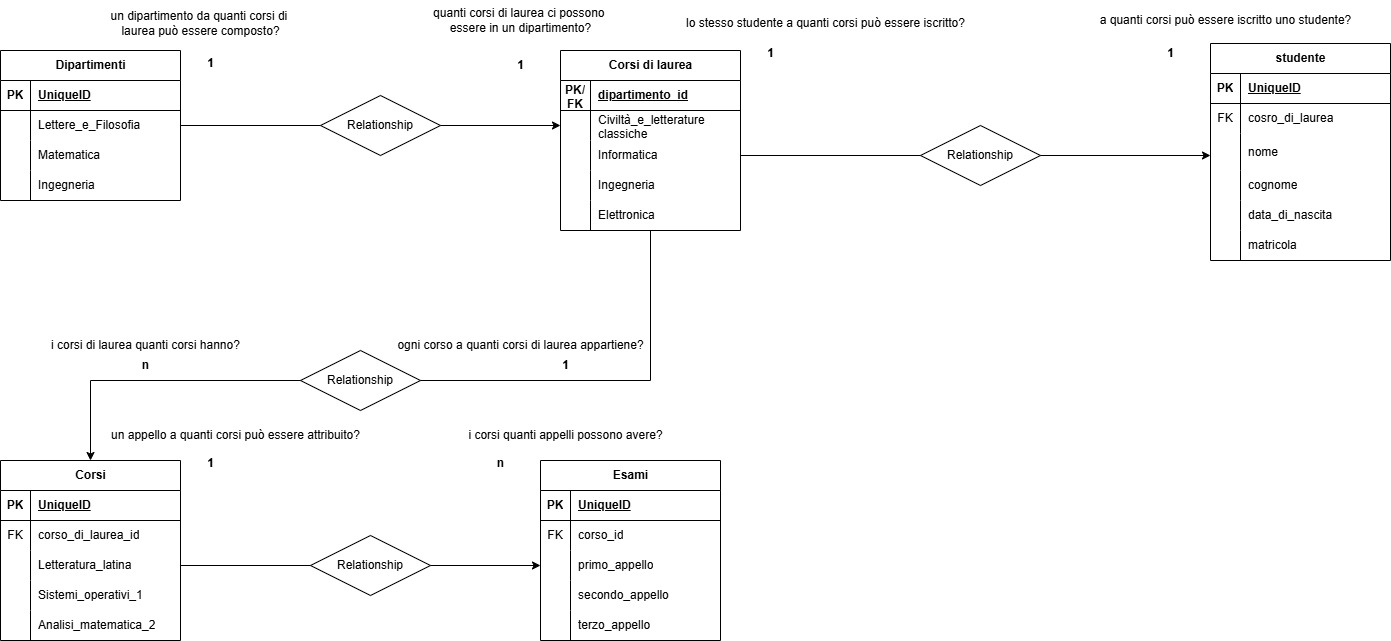 un dipartimento da quanti corsi di
laurea può essere composto?
quanti corsi di laurea ci possono
essere in un dipartimento?
lo stesso studente a quanti corsi può essere iscritto?
a quanti corsi può essere iscritto uno studente?
1
1
1
1
Dipartimenti
PK UniqueID
Lettere_e_Filosofia
Matematica
Ingegneria
Relationship
Corsi di laurea
PK/
FK
dipartimento_id
Civiltà_e_letterature
classiche
Informatica
Ingegneria
Elettronica
Relationship
studente
PK UniqueID
FK cosro_di_laurea
nome
cognome
data_di_nascita
matricola
i corsi di laurea quanti corsi hanno?
n
ogni corso a quanti corsi di laurea appartiene?
1
Relationship
un appello a quanti corsi può essere attribuito?
1
i corsi quanti appelli possono avere?
n
Corsi
PK UniqueID
FK corso_di_laurea_id
Letteratura_latina
Sistemi_operativi_1
Analisi_matematica_2
Relationship
Esami
PK UniqueID
FK corso_id
primo_appello
secondo_appello
terzo_appello